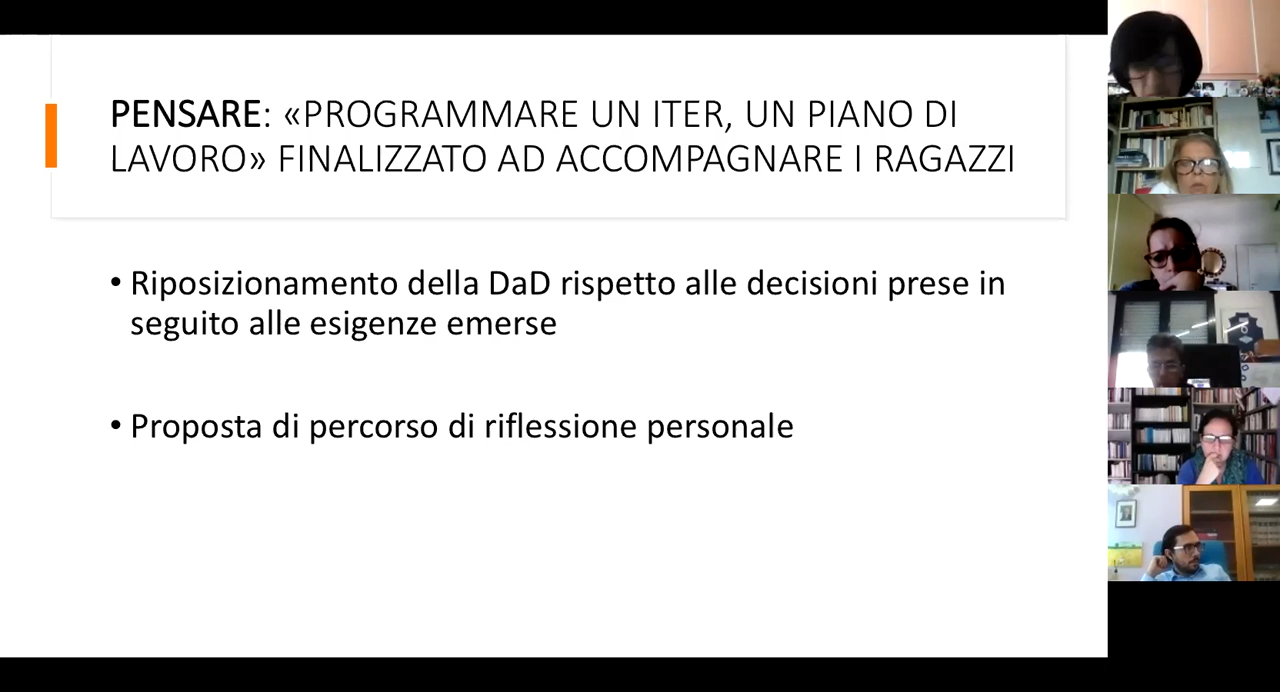 PENSARE: «PROGRAMMARE UN ITER, UN PIANO DI
LAVORO» FINALIZZATO AD ACCOMPAGNARE I RAGAZZI
• Riposizionamento della DaD rispetto alle decisioni prese in
seguito alle esigenze emerse
• Proposta di percorso di riflessione personale